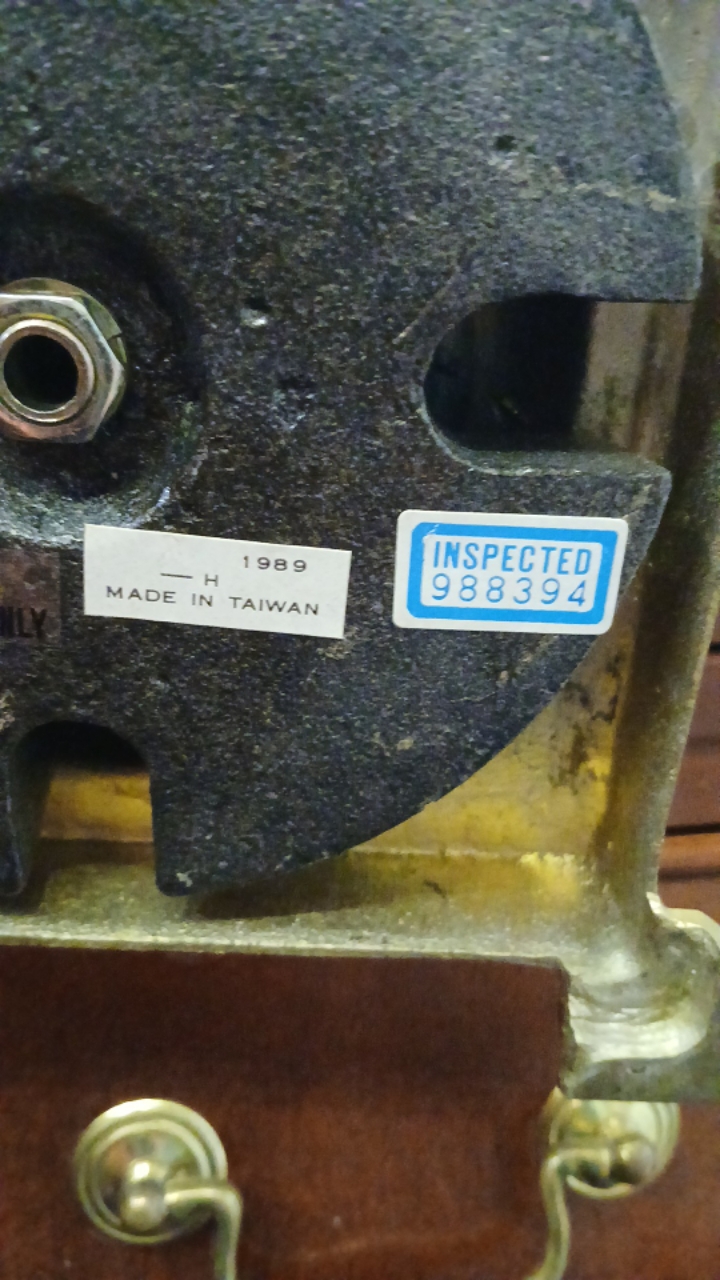 1989
— H
MADE IN TAIWAN
INSPECTED
988394